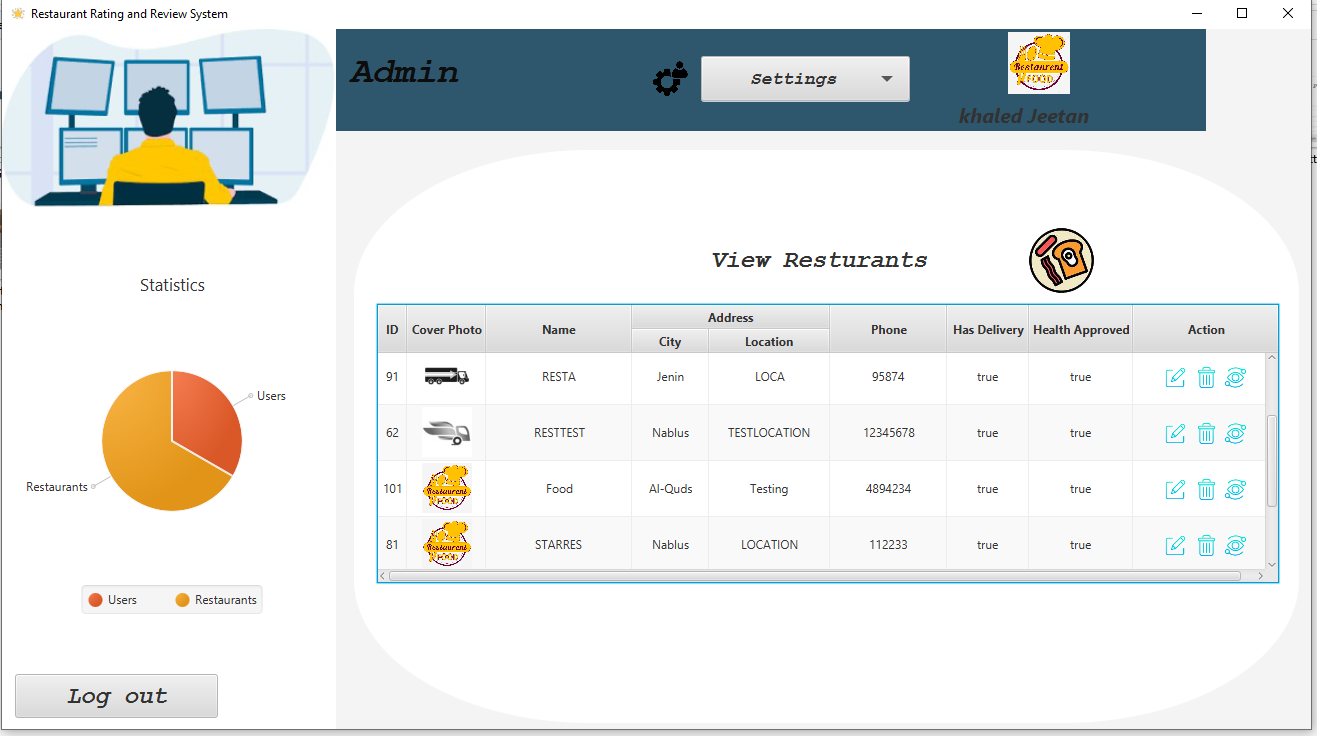 Restaurant Rating and Review System
Admin
Settings
Restaurant
FOOD
khaled Jeetan
Statistics
Users
Restaurants
Users Restaurants
Log out
View Resturants
ID Cover Photo Name Address Phone Has Delivery Health Approved Action
City Location
91 RESTA Jenin LOCA 95874 true true
62 RESTTEST Nablus TESTLOCATION 12345678 true true
101 Restaurant FOOD Food Al-Quds Testing 4894234 true true
81 Restaurant FOOD STARRES Nablus LOCATION 112233 true true